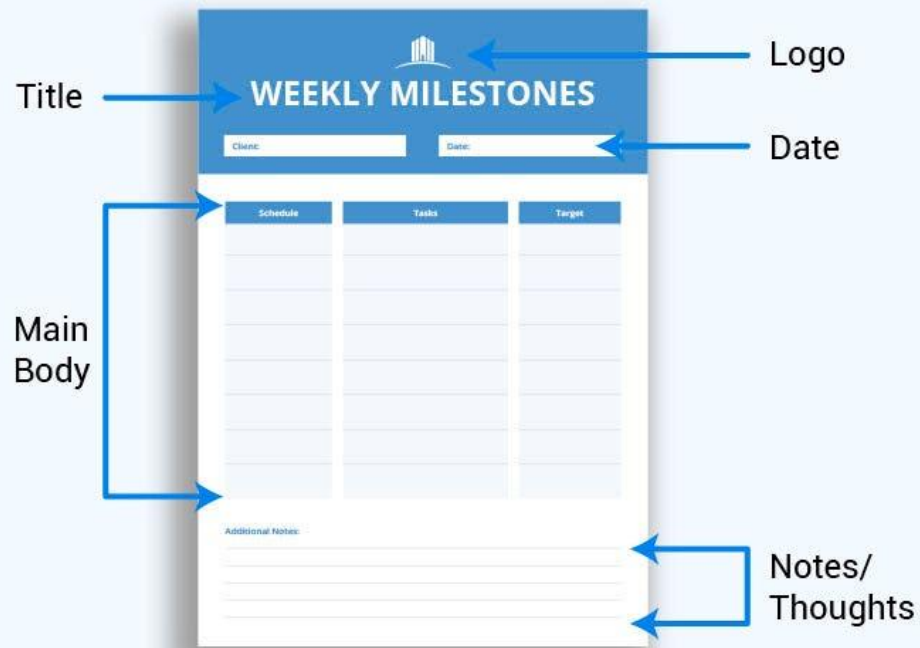 Logo
Title
WEEKLY MILESTONES
Client:
Date:
Date
Schedule
Tasks
Target
Main
Body
Additional Notes:
Notes/
Thoughts